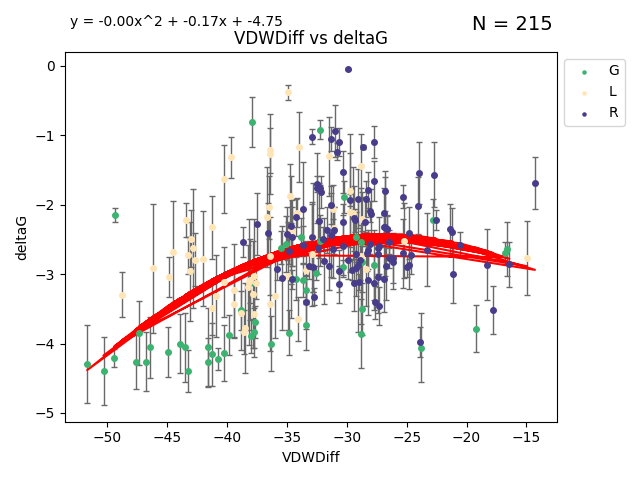 y = -0.00x^2 + -0.17x + -4.75
N = 215
VDWDiff vs deltaG
G
L
R
deltaG
0
−1
−2
−3
−4
−5
−50 −45 −40 −35 −30 −25 −20 −15
VDWDiff